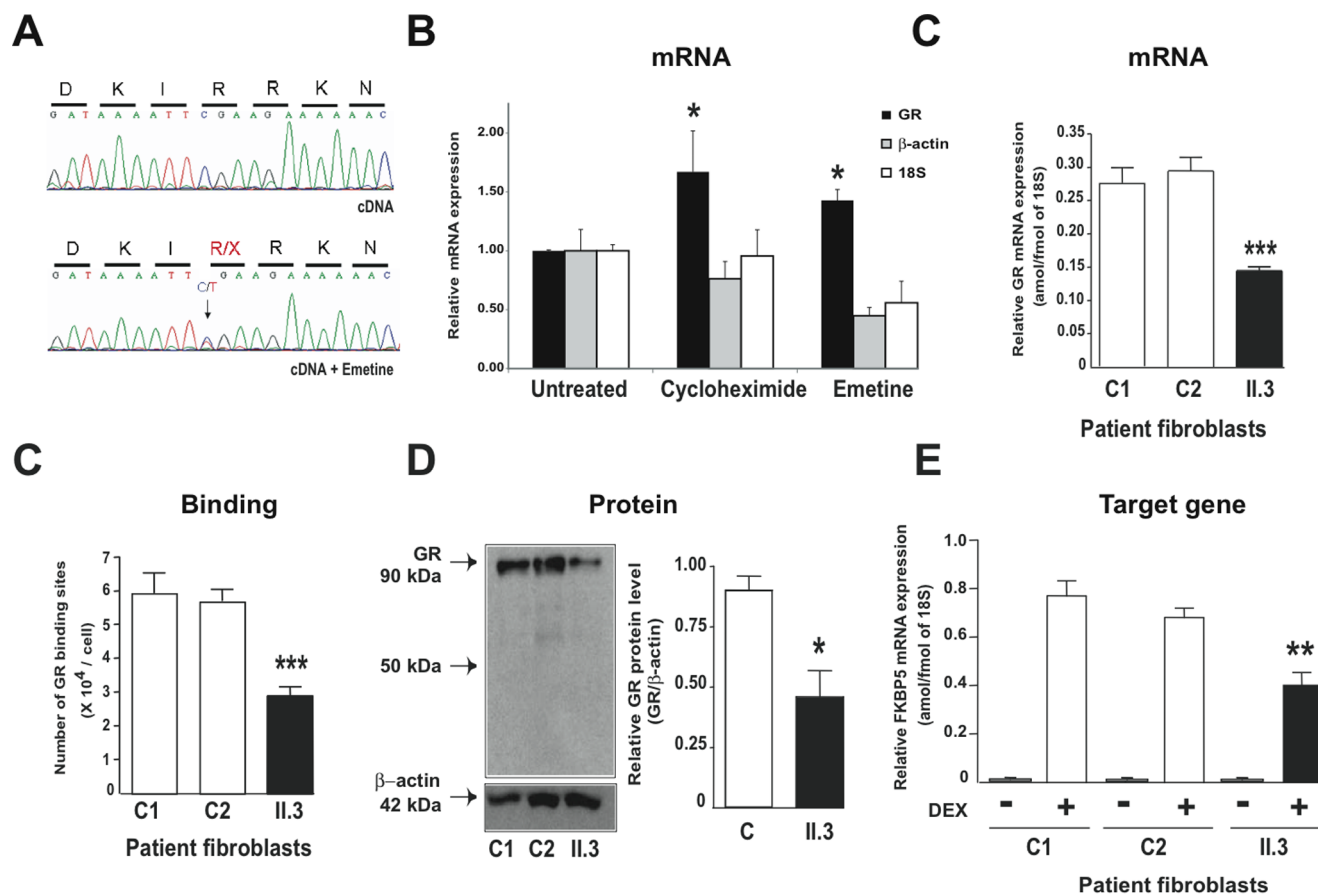 A
D K I R R K N
G A T A A A A T T C G A A G A A A A A A C
cDNA
D K I R/X R K N
G A T A A A A T T G A A G A A A A A A C
C/T
cDNA + Emetine
B
mRNA
Relative mRNA expression
2.00
1.50
1.00
0.50
0.00
*
*
GR
β-actin
18S
Untreated
Cycloheximide
Emetine
C
mRNA
Relative GR mRNA expression
(amol/fmol of 18S)
0.35
0.30
0.25
0.20
0.15
0.10
0.05
0
***
C1 C2 II.3
Patient fibroblasts
C
Binding
Number of GR binding sites
(X 10⁴ / cell)
7
6
5
4
3
2
1
0
***
C1 C2 II.3
Patient fibroblasts
D
Protein
GR
90 kDa
50 kDa
β−actin
42 kDa
C1 C2 II.3
Relative GR protein level
(GR/β-actin)
1.00
0.75
0.50
0.25
0
*
C II.3
E
Target gene
Relative FKBP5 mRNA expression
(amol/fmol of 18S)
1.0
0.8
0.6
0.4
0.2
0
**
DEX - + - + - +
C1 C2 II.3
Patient fibroblasts